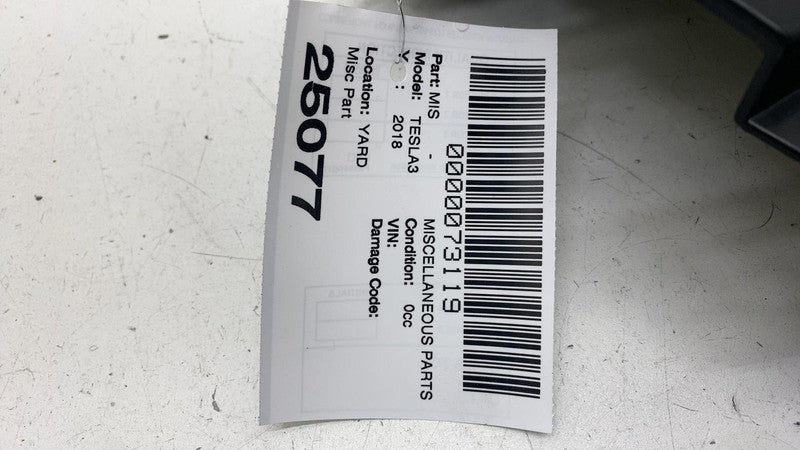 0000073119
Part: MIS - MISCELLANEOUS PARTS
Model: TESLA3 Condition: 0cc
: 2018 VIN:
Damage Code:
Location: YARD
Misc Part
25077